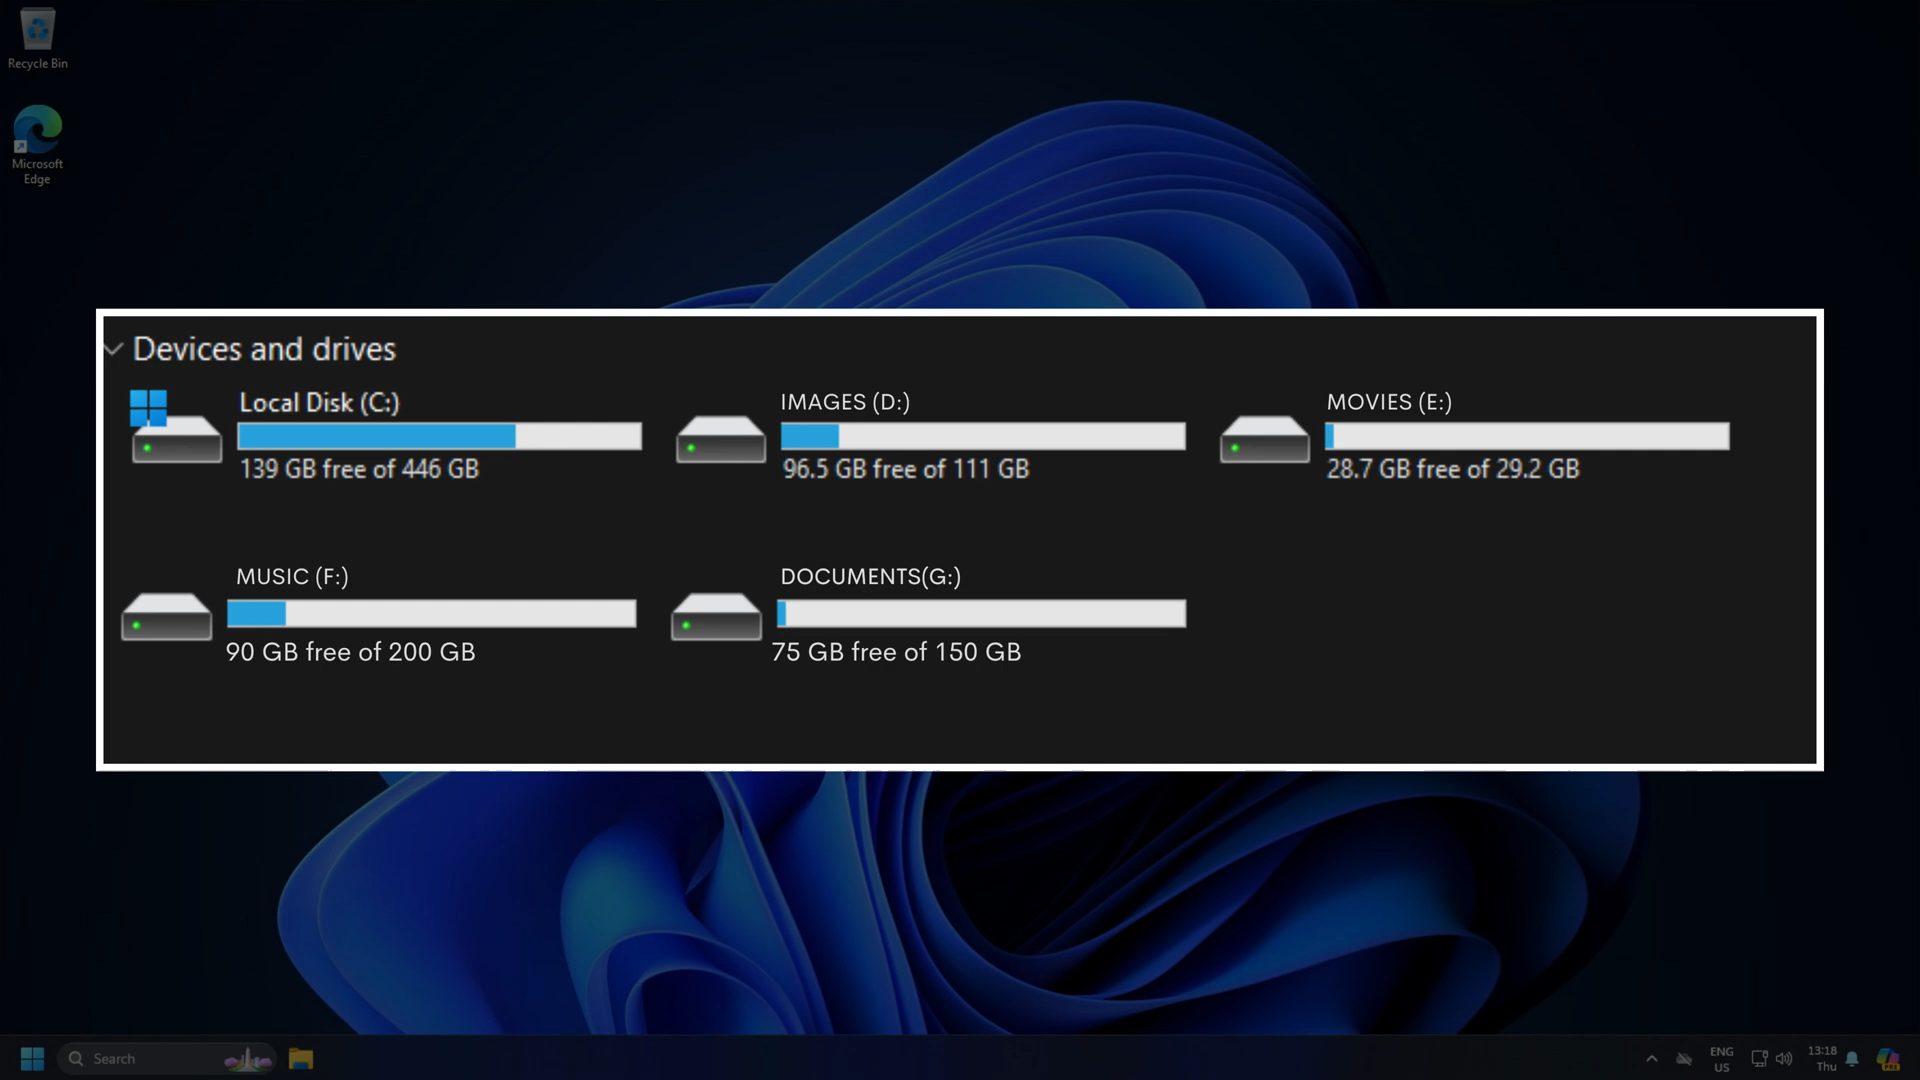 Recycle Bin
Microsoft
Edge
Devices and drives
Local Disk (C:)
139 GB free of 446 GB
IMAGES (D:)
96.5 GB free of 111 GB
MOVIES (E:)
28.7 GB free of 29.2 GB
MUSIC (F:)
90 GB free of 200 GB
DOCUMENTS(G:)
75 GB free of 150 GB
Search
ENG
US
13:18
Thu
PRE